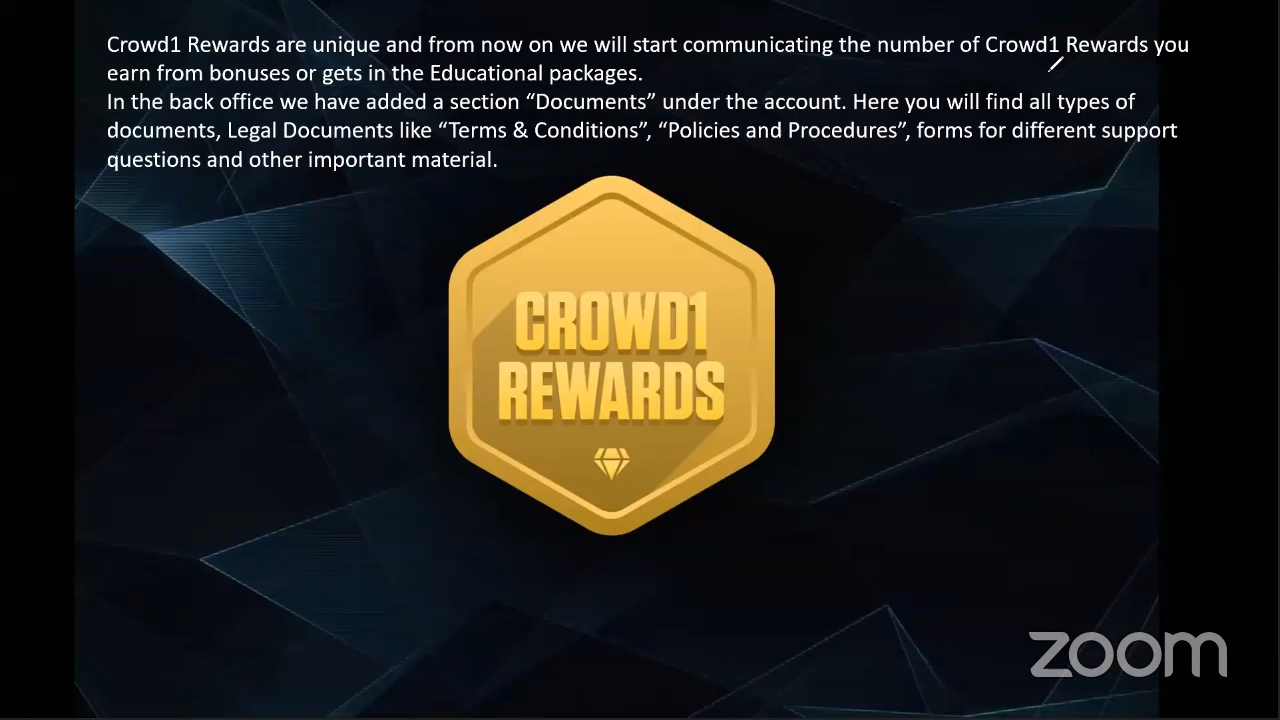 Crowd1 Rewards are unique and from now on we will start communicating the number of Crowd1 Rewards you
earn from bonuses or gets in the Educational packages.
In the back office we have added a section “Documents” under the account. Here you will find all types of
documents, Legal Documents like “Terms & Conditions”, “Policies and Procedures”, forms for different support
questions and other important material.
CROWD1
REWARDS
zoom